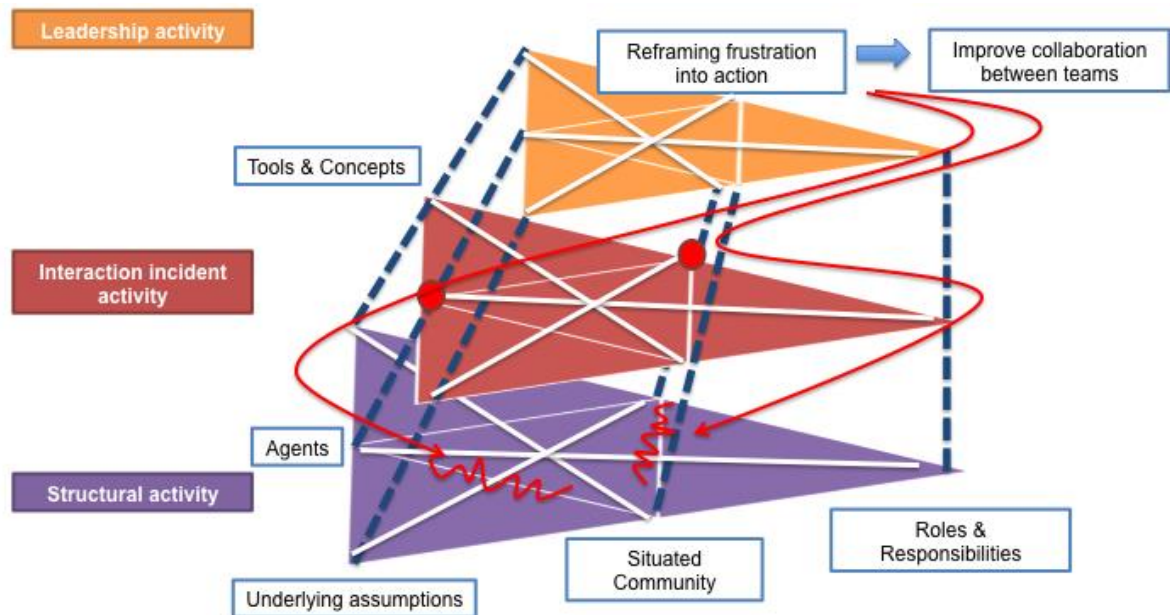 Leadership activity
Reframing frustration
into action
Improve collaboration
between teams
Tools & Concepts
Interaction incident
activity
Agents
Structural activity
Roles &
Responsibilities
Situated
Community
Underlying assumptions